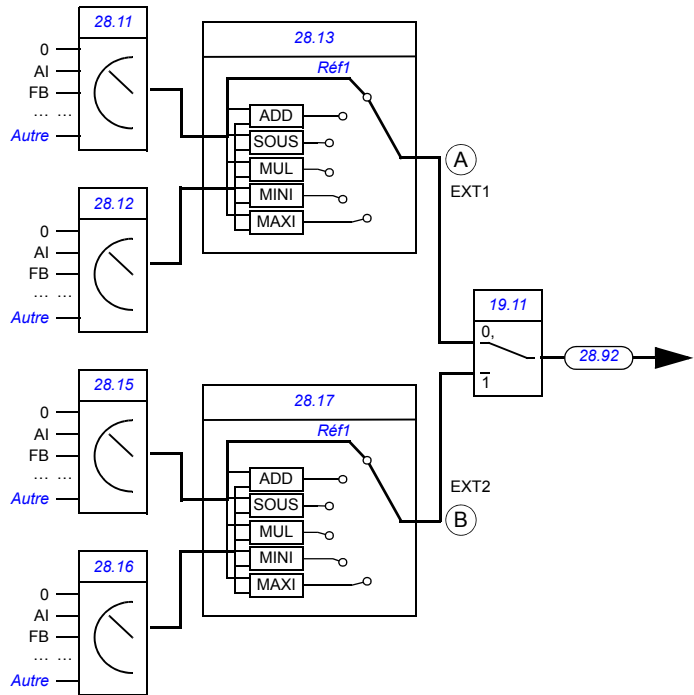 28.11
0
AI
FB
... ...
Autre
28.12
0
AI
FB
... ...
Autre
28.13
Réf1
ADD
SOUS
MUL
MINI
MAXI
A
EXT1
19.11
0,
1
28.92
28.15
0
AI
FB
... ...
Autre
28.16
0
AI
FB
... ...
Autre
28.17
Réf1
ADD
SOUS
MUL
MINI
MAXI
EXT2
B